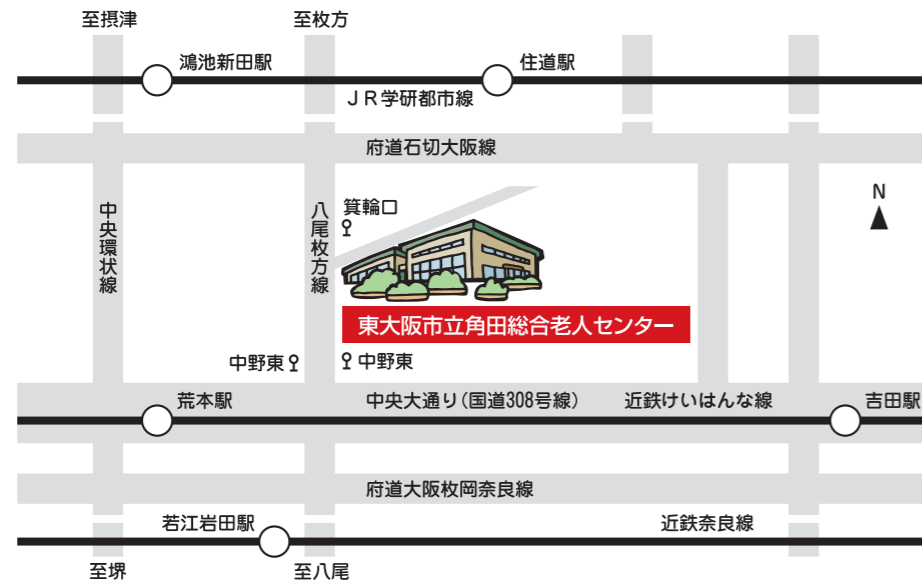 至摂津
至枚方
鴻池新田駅
住道駅
JR学研都市線
府道石切大阪線
中央環状線
八尾枚方線
箕輪口
N
東大阪市立角田総合老人センター
中野東
中野東
荒本駅
中央大通り(国道308号線)
近鉄けいはんな線
吉田駅
府道大阪枚岡奈良線
若江岩田駅
近鉄奈良線
至堺
至八尾